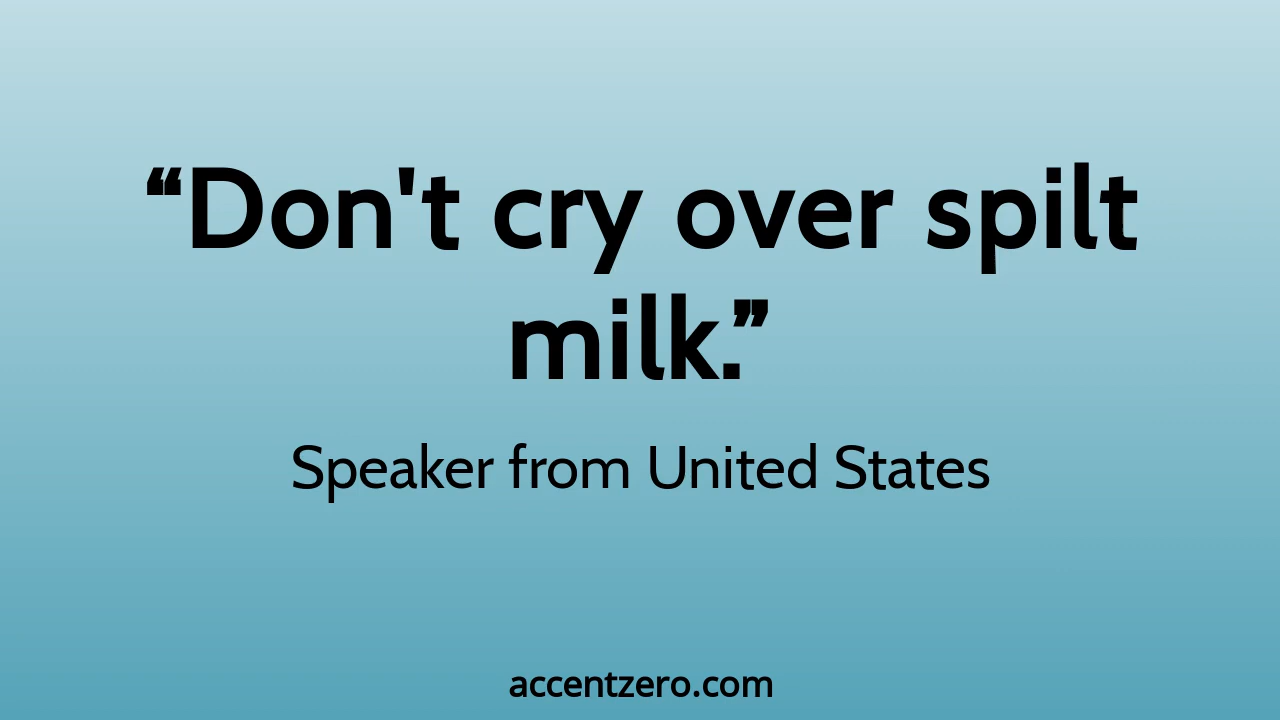 ❝Don't cry over spilt
milk.❞
Speaker from United States
accentzero.com